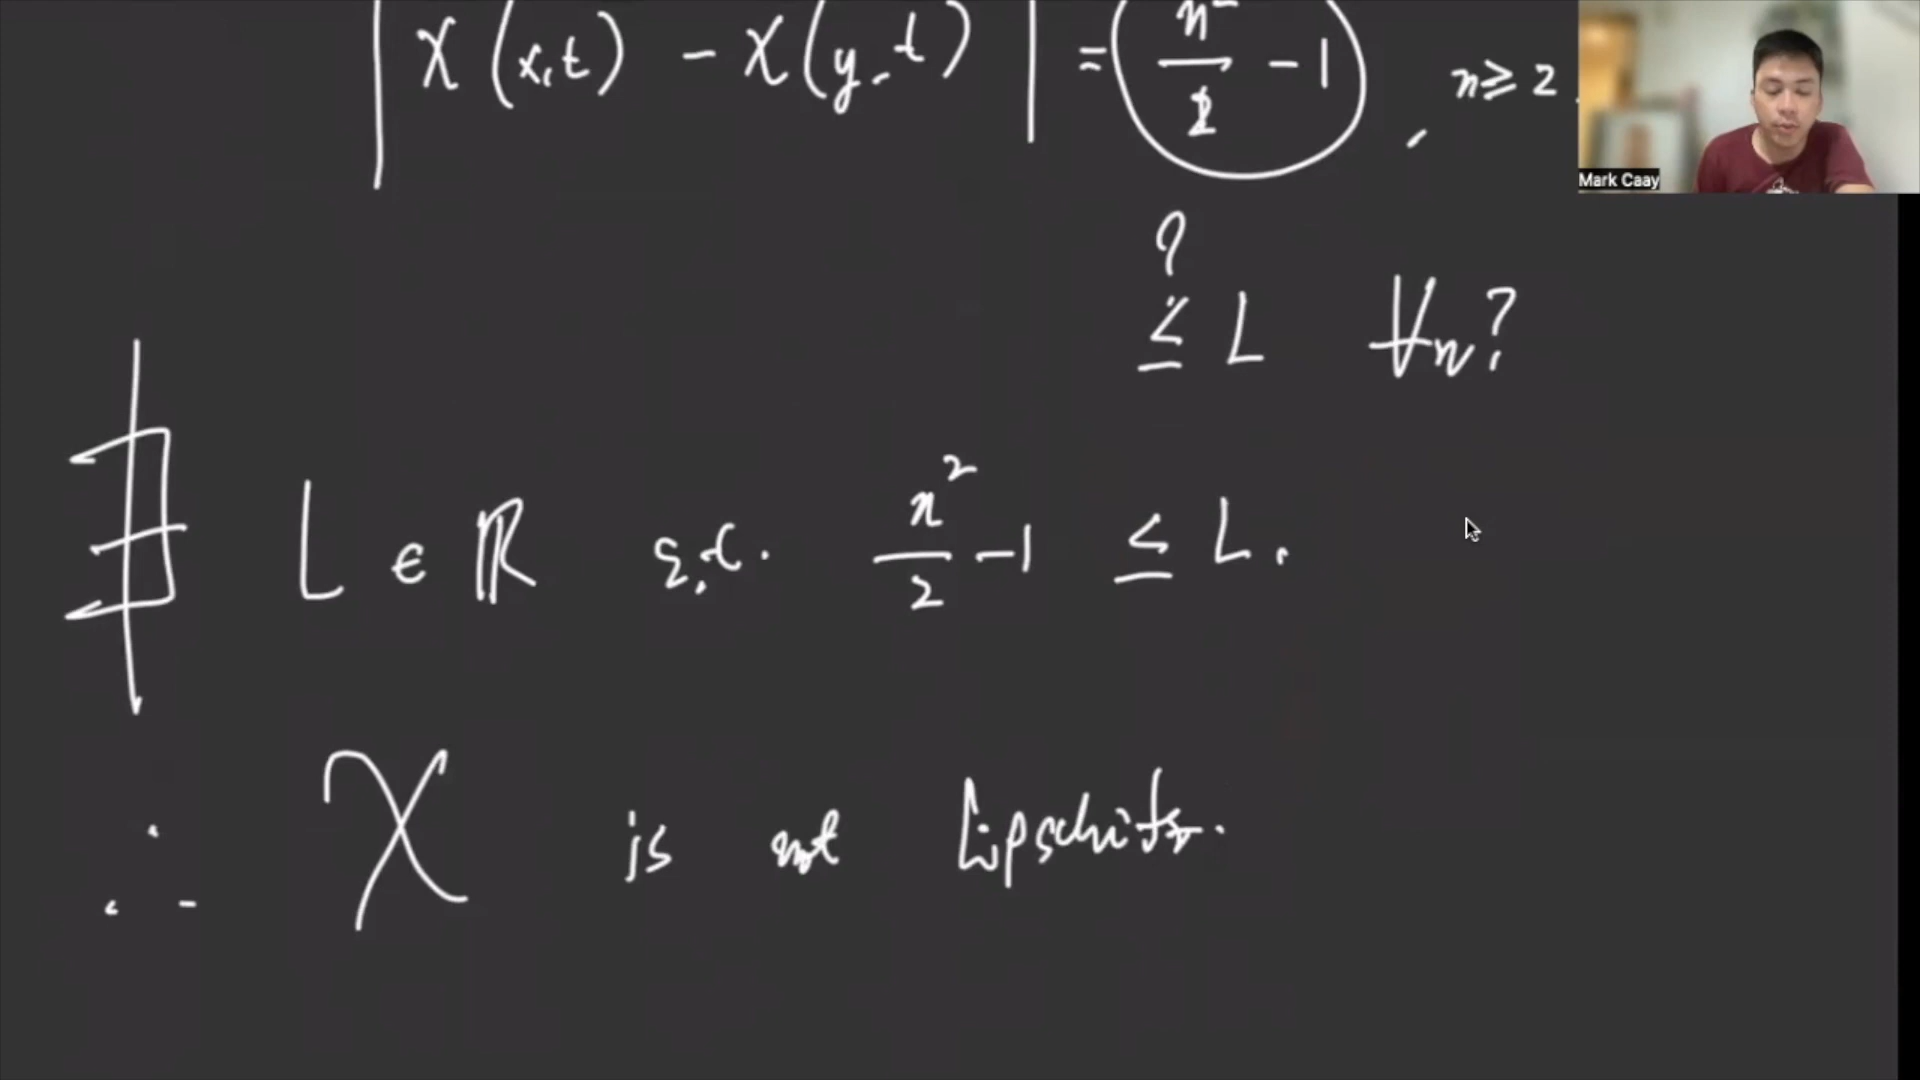 | X(x,t) - X(y,t) | = n²/2 - 1, n ≥ 2.
Mark Caay
?
≤ L ∀n?
∄ L ∈ ℝ s.t. n²/2 - 1 ≤ L.
∴ X is not Lipschitz.